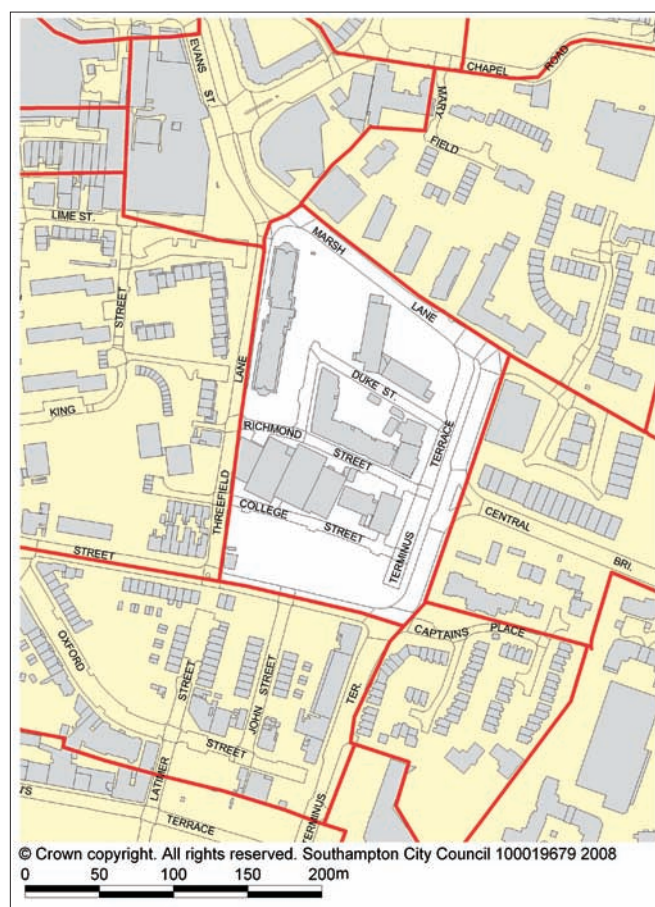 EVANS
ST.
CHAPEL
ROAD
MARY
FIELD
LIME ST.
MARSH
LANE
STREET
LANE
DUKE ST.
KING
RICHMOND
STREET
TERRACE
THREEFIELD
COLLEGE
STREET
TERMINUS
CENTRAL
BRI.
STREET
CAPTAINS
PLACE
OXFORD
STREET
STREET
JOHN
TER.
STREET
LATIMER
TS
TERRACE
TERMINUS
© Crown copyright. All rights reserved. Southampton City Council 100019679 2008
0 50 100 150 200m